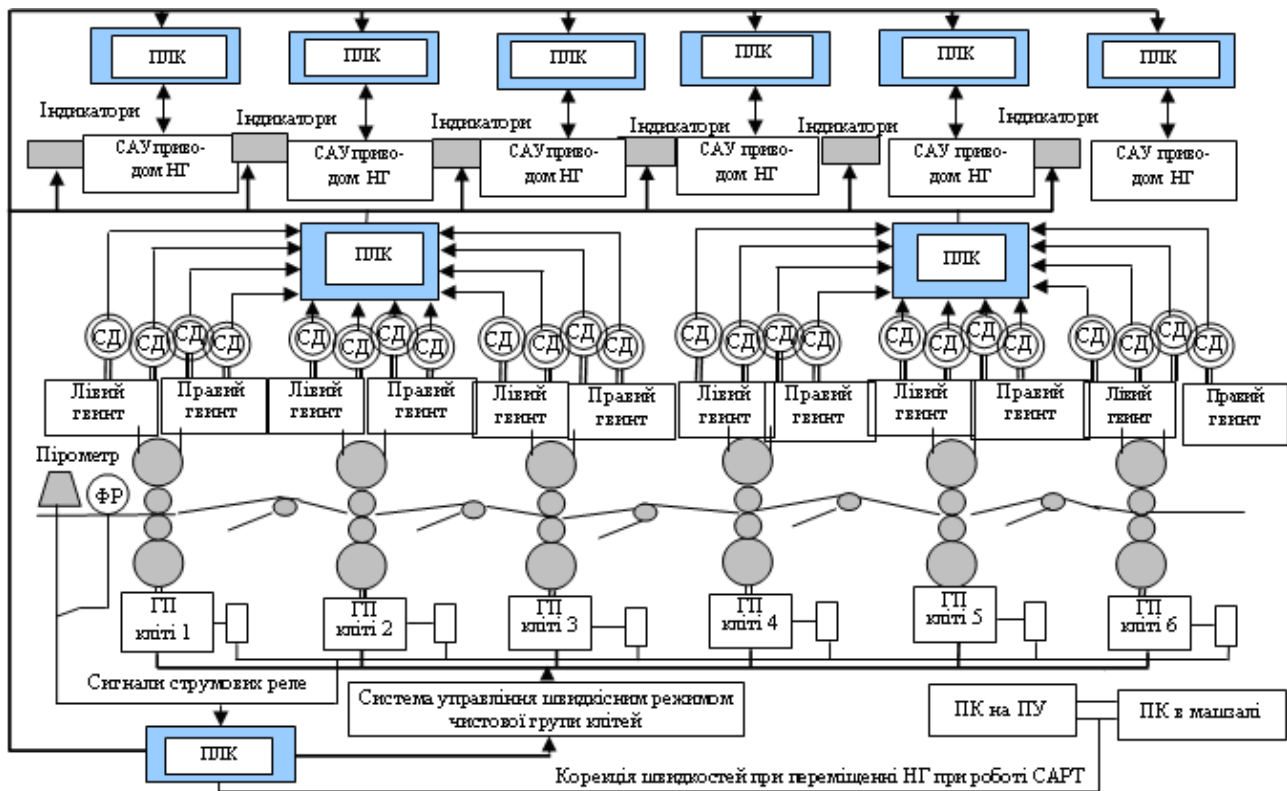 ПЛК
ПЛК
ПЛК
ПЛК
ПЛК
ПЛК
Індикатори
Індикатори
Індикатори
Індикатори
Індикатори
Індикатори
САУ приво-
дом НГ
САУ приво-
дом НГ
САУ приво-
дом НГ
САУ приво-
дом НГ
САУ приво-
дом НГ
САУ приво-
дом НГ
ПЛК
ПЛК
СД СД СД СД СД СД СД СД СД СД СД СД
СД СД СД СД СД СД СД СД СД СД СД СД
Лівий
гвинт
Правий
гвинт
Лівий
гвинт
Правий
гвинт
Лівий
гвинт
Правий
гвинт
Лівий
гвинт
Правий
гвинт
Лівий
гвинт
Правий
гвинт
Лівий
гвинт
Правий
гвинт
Пірометр
ФР
ГП
кліті 1
ГП
кліті 2
ГП
кліті 3
ГП
кліті 4
ГП
кліті 5
ГП
кліті 6
Сигнали струмових реле
Система управління швидкісним режимом
чистової групи клітей
ПК на ПУ
ПК в машзалі
ПЛК
Корекція швидкостей при переміщенні НГ при роботі САРТ